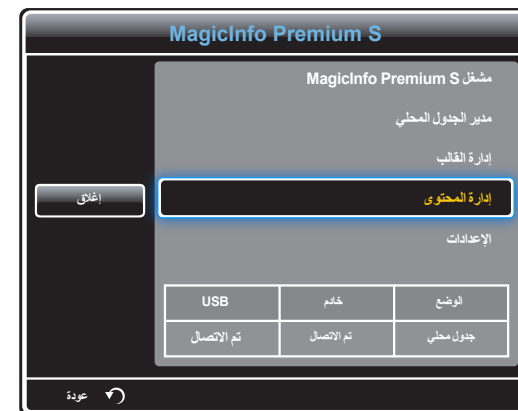 MagicInfo Premium S
مشغل MagicInfo Premium S
مدير الجدول المحلي
إدارة القالب
إدارة المحتوى
إغلاق
الإعدادات
الوضع خادم USB
جدول محلي تم الاتصال تم الاتصال
عودة